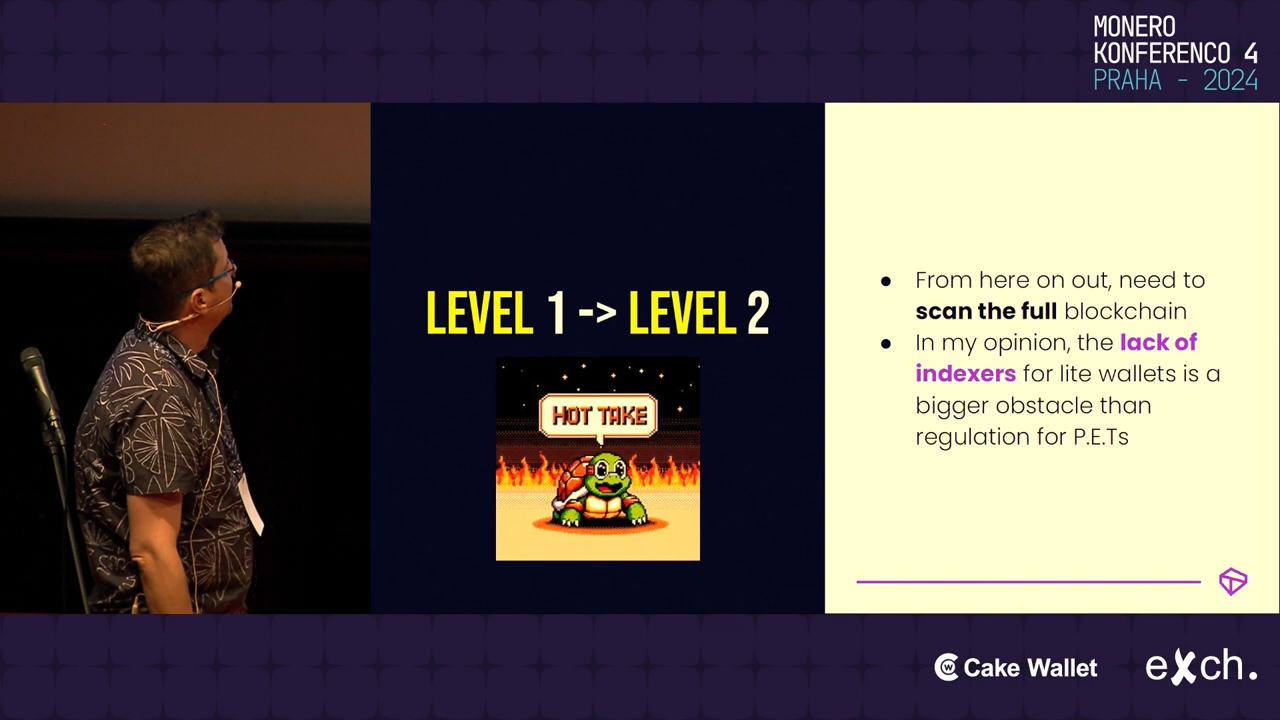 MONERO
KONFERENCO 4
PRAHA - 2024
LEVEL 1 -> LEVEL 2
HOT TAKE
● From here on out, need to
scan the full blockchain
● In my opinion, the lack of
indexers for lite wallets is a
bigger obstacle than
regulation for P.E.Ts
Cake Wallet
exch.